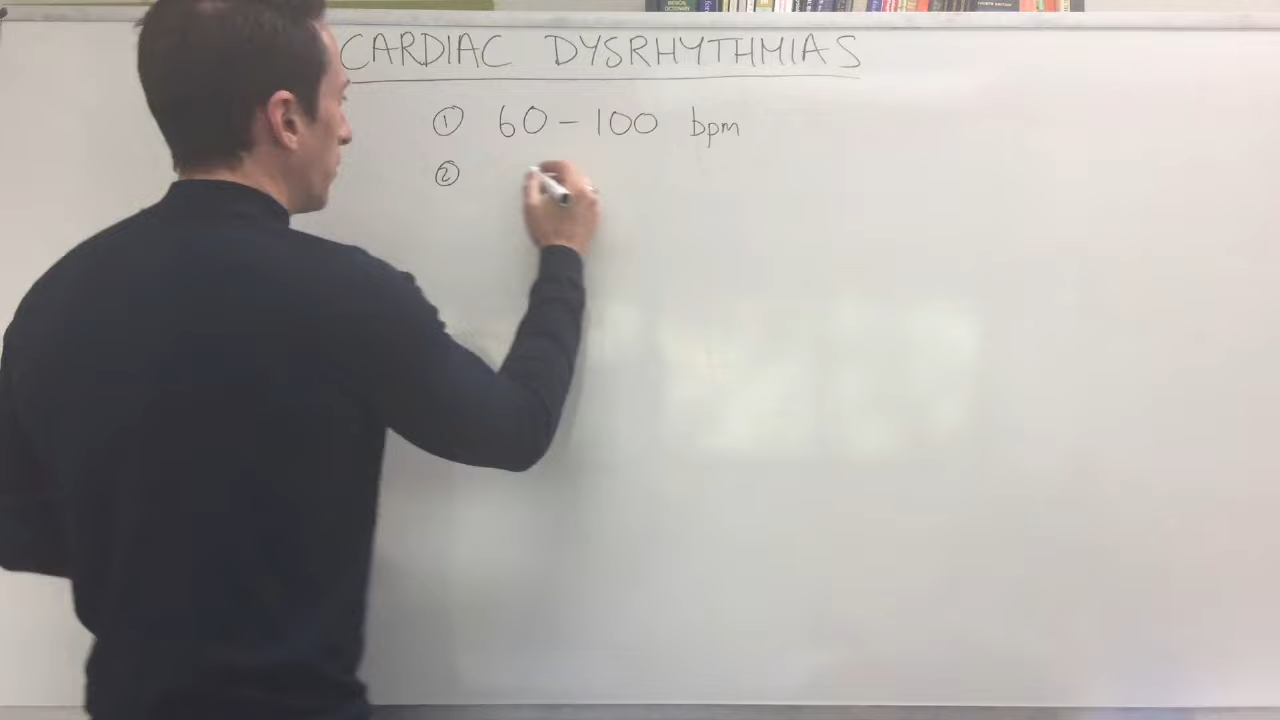 CARDIAC DYSRHYTHMIAS
① 60-100 bpm
②